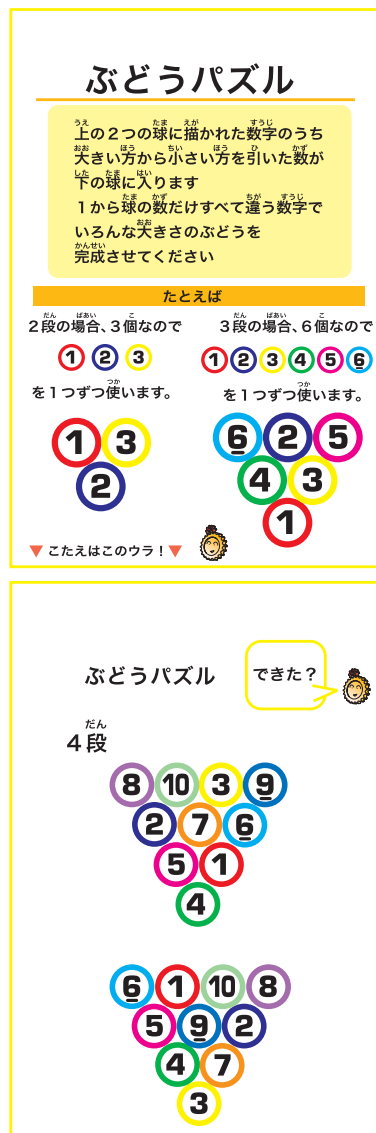 ぶどうパズル
上の２つの球に描かれた数字のうち
大きい方から小さい方を引いた数が
下の球に入ります
１から球の数だけすべて違う数字で
いろんな大きさのぶどうを
完成させてください
たとえば
２段の場合、３個なので
1 2 3
を１つずつ使います。
1 3
2
３段の場合、６個なので
1 2 3 4 5 6
を１つずつ使います。
6 2 5
4 3
1
▼ こたえはこのウラ！▼
ぶどうパズル
できた？
４段
8 10 3 9
2 7 6
5 1
4
6 1 10 8
5 9 2
4 7
3